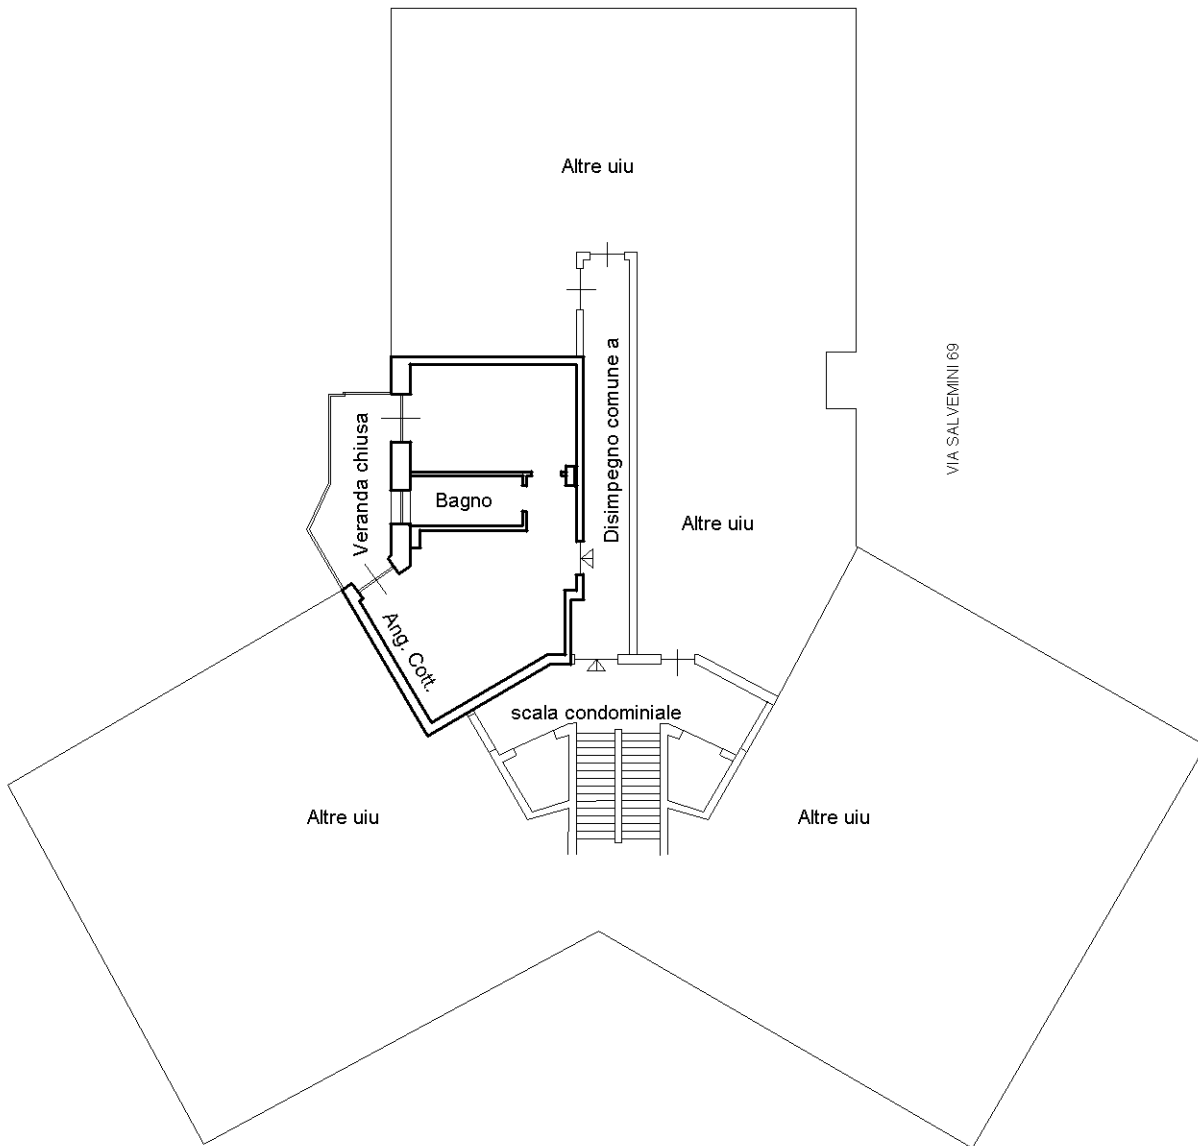 Altre uiu
VIA SALVEMINI 69
Disimpegno comune a
Veranda chiusa
Bagno
Altre uiu
Ang. Cott.
scala condominiale
Altre uiu
Altre uiu